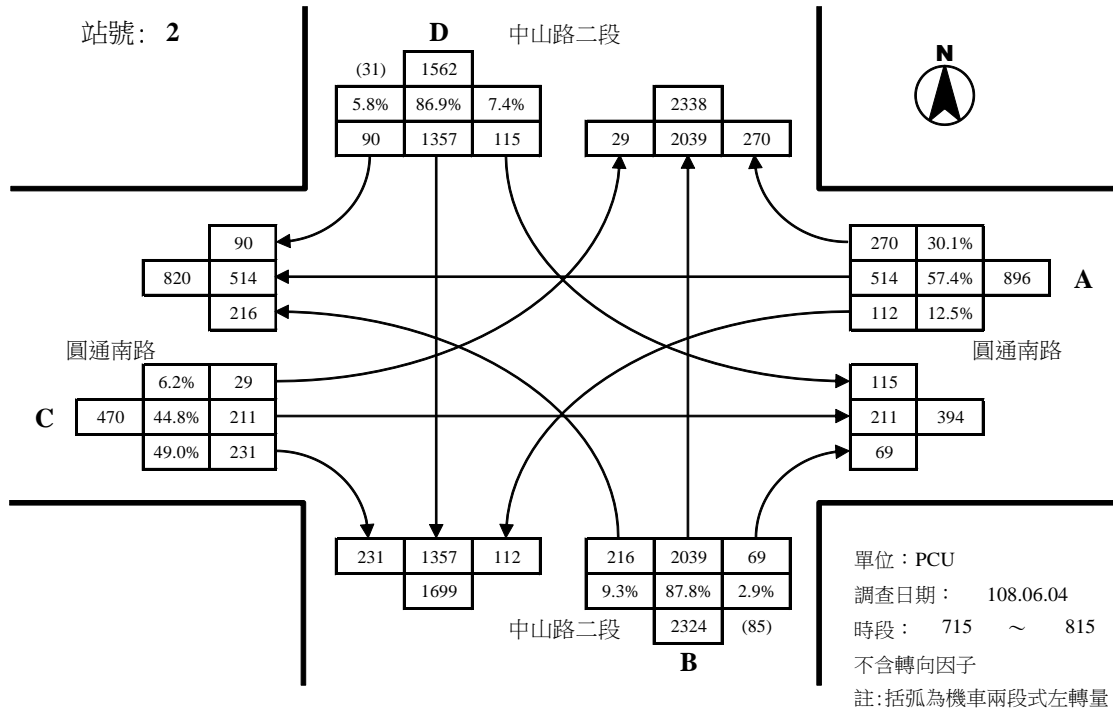 站號: 2
D
中山路二段
N
(31)
1562
5.8% 86.9% 7.4%
90 1357 115
2338
29 2039 270
90
820 514
216
270 30.1%
514 57.4% 896
112 12.5%
A
圓通南路
圓通南路
C
6.2% 29
470 44.8% 211
49.0% 231
115
211 394
69
231 1357 112
1699
216 2039 69
9.3% 87.8% 2.9%
2324 (85)
中山路二段
B
單位：PCU
調查日期： 108.06.04
時段： 715 ～ 815
不含轉向因子
註:括弧為機車兩段式左轉量